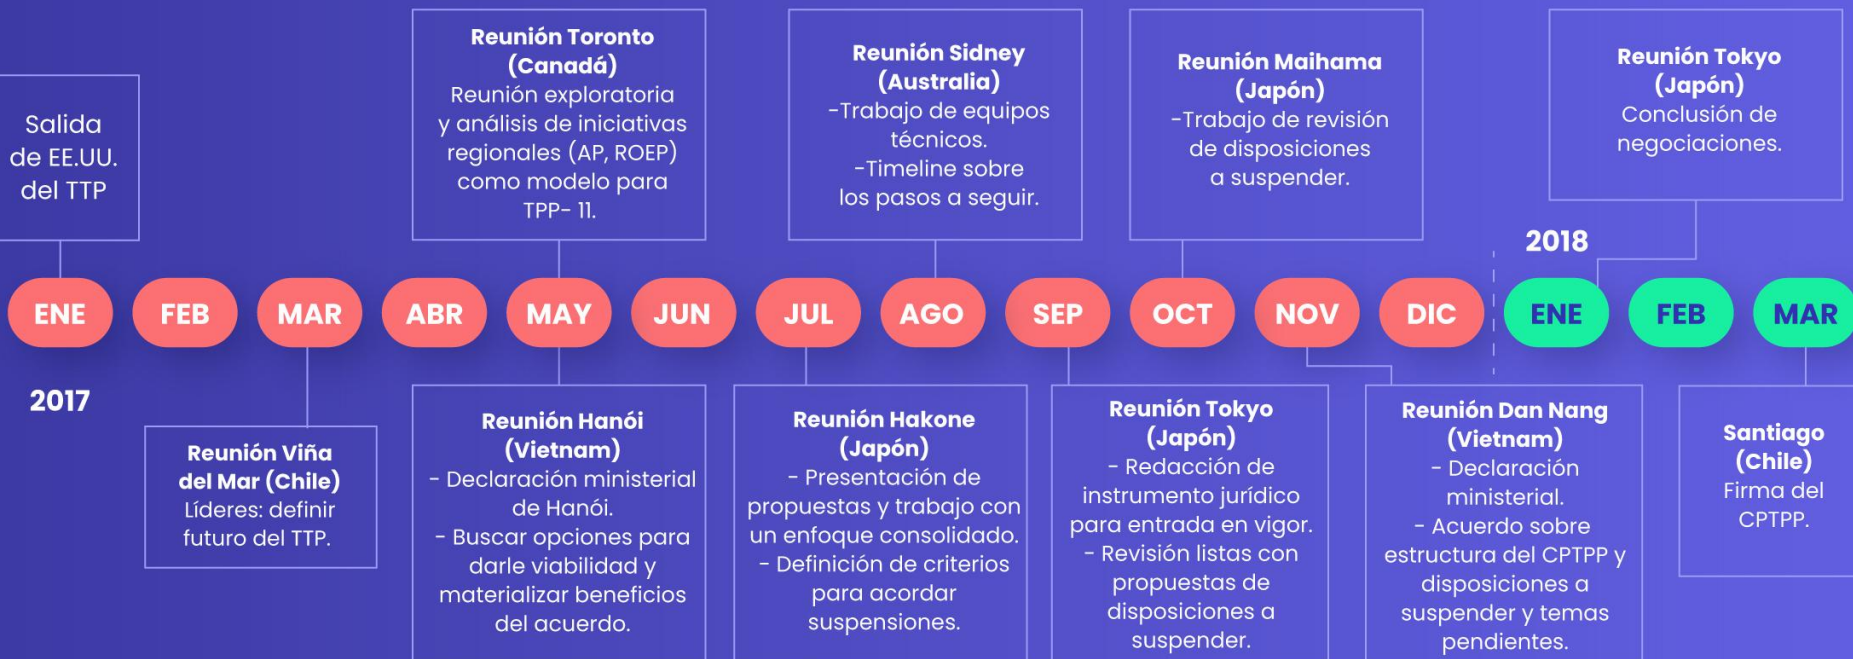 Salida
de EE.UU.
del TTP
Reunión Toronto
(Canadá)
Reunión exploratoria
y análisis de iniciativas
regionales (AP, ROEP)
como modelo para
TPP- 11.
Reunión Sidney
(Australia)
-Trabajo de equipos
técnicos.
-Timeline sobre
los pasos a seguir.
Reunión Maihama
(Japón)
-Trabajo de revisión
de disposiciones
a suspender.
Reunión Tokyo
(Japón)
Conclusión de
negociaciones.
2018
ENE FEB MAR ABR MAY JUN JUL AGO SEP OCT NOV DIC ENE FEB MAR
2017
Reunión Viña
del Mar (Chile)
Líderes: definir
futuro del TTP.
Reunión Hanói
(Vietnam)
- Declaración ministerial
de Hanói.
- Buscar opciones para
darle viabilidad y
materializar beneficios
del acuerdo.
Reunión Hakone
(Japón)
- Presentación de
propuestas y trabajo con
un enfoque consolidado.
- Definición de criterios
para acordar
suspensiones.
Reunión Tokyo
(Japón)
- Redacción de
instrumento jurídico
para entrada en vigor.
- Revisión listas con
propuestas de
disposiciones a
suspender.
Reunión Dan Nang
(Vietnam)
- Declaración
ministerial.
- Acuerdo sobre
estructura del CPTPP y
disposiciones a
suspender y temas
pendientes.
Santiago
(Chile)
Firma del
CPTPP.